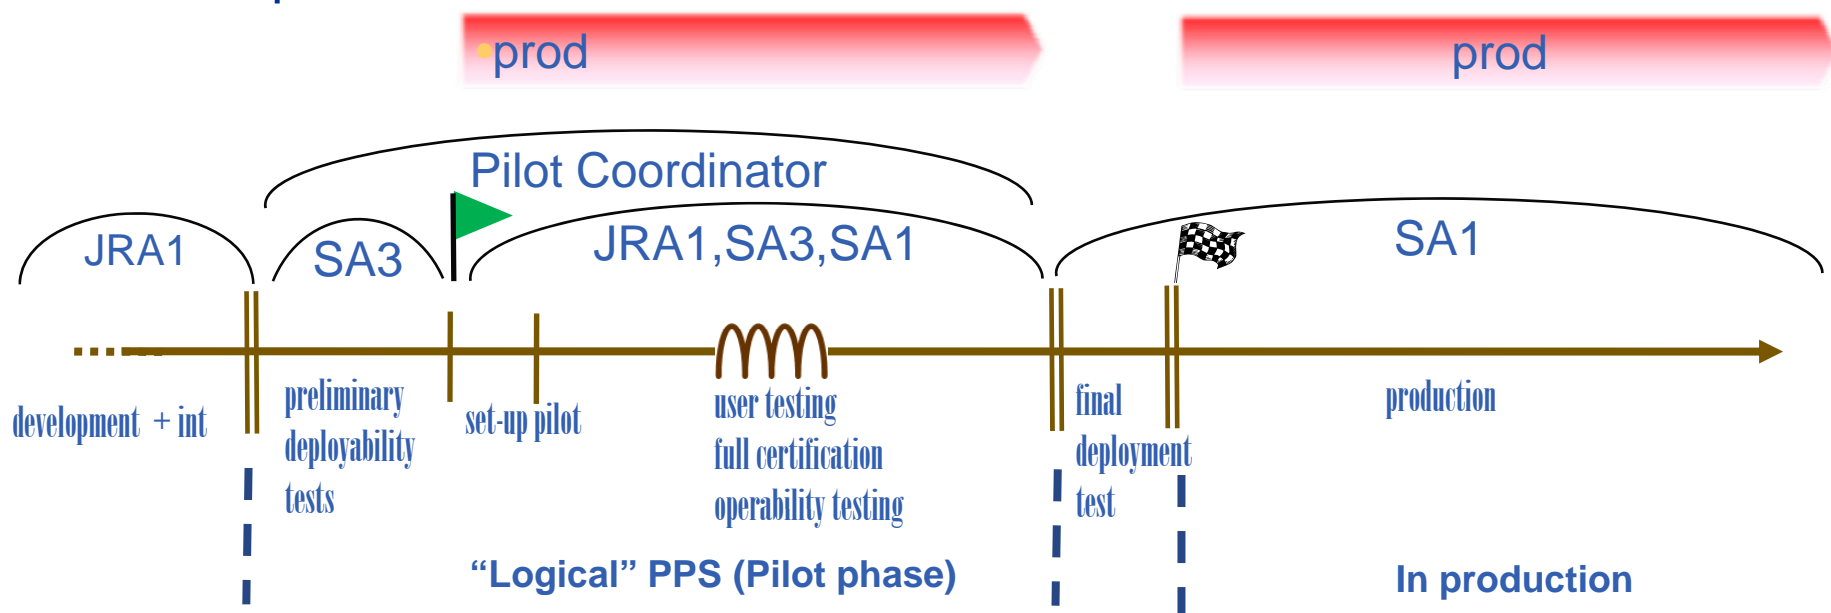 •prod
prod
Pilot Coordinator
JRA1
SA3
JRA1,SA3,SA1
SA1
development + int
preliminary
deployability
tests
set-up pilot
user testing
full certification
operability testing
final
deployment
test
production
“Logical” PPS (Pilot phase)
In production